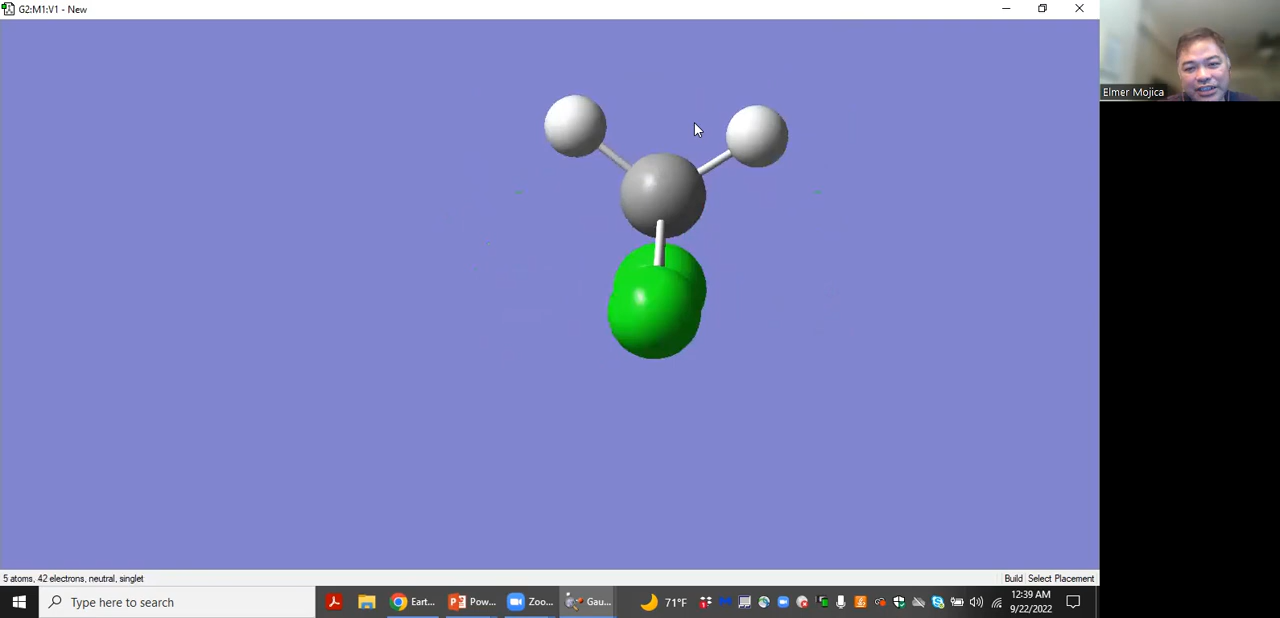 G2:M1:V1 - New
Elmer Mojica
5 atoms, 42 electrons, neutral, singlet
Build Select Placement
Type here to search
Eart...
Pow...
Zoo...
Gau...
71°F
12:39 AM
9/22/2022